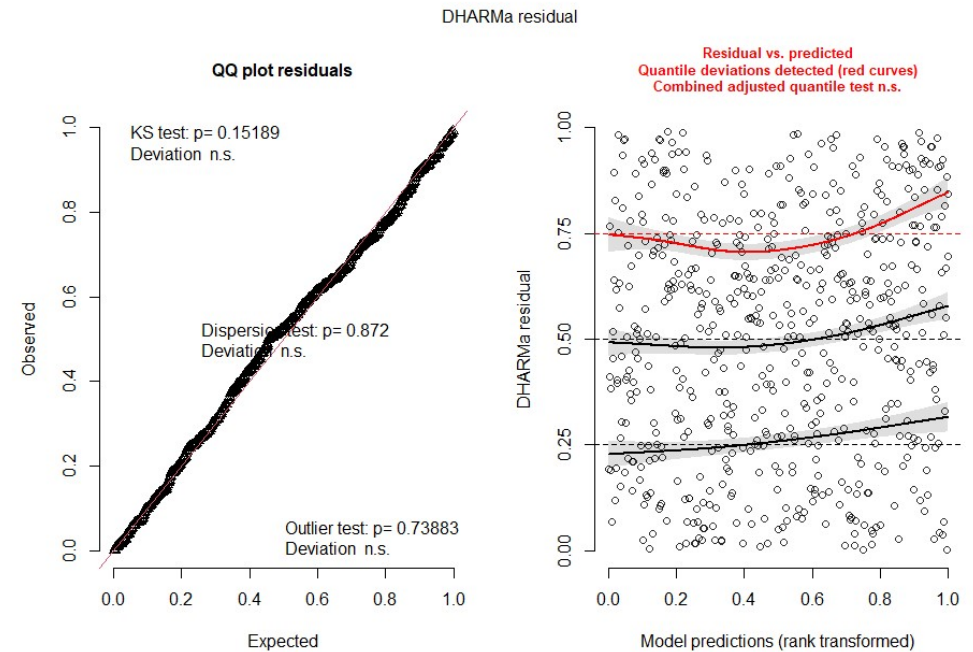 DHARMa residual
QQ plot residuals
KS test: p= 0.15189
Deviation n.s.
Dispersion test: p= 0.872
Deviation n.s.
Outlier test: p= 0.73883
Deviation n.s.
Observed
0.0
0.2
0.4
0.6
0.8
1.0
0.0 0.2 0.4 0.6 0.8 1.0
Expected
Residual vs. predicted
Quantile deviations detected (red curves)
Combined adjusted quantile test n.s.
DHARMa residual
0.00
0.25
0.50
0.75
1.00
0.0 0.2 0.4 0.6 0.8 1.0
Model predictions (rank transformed)